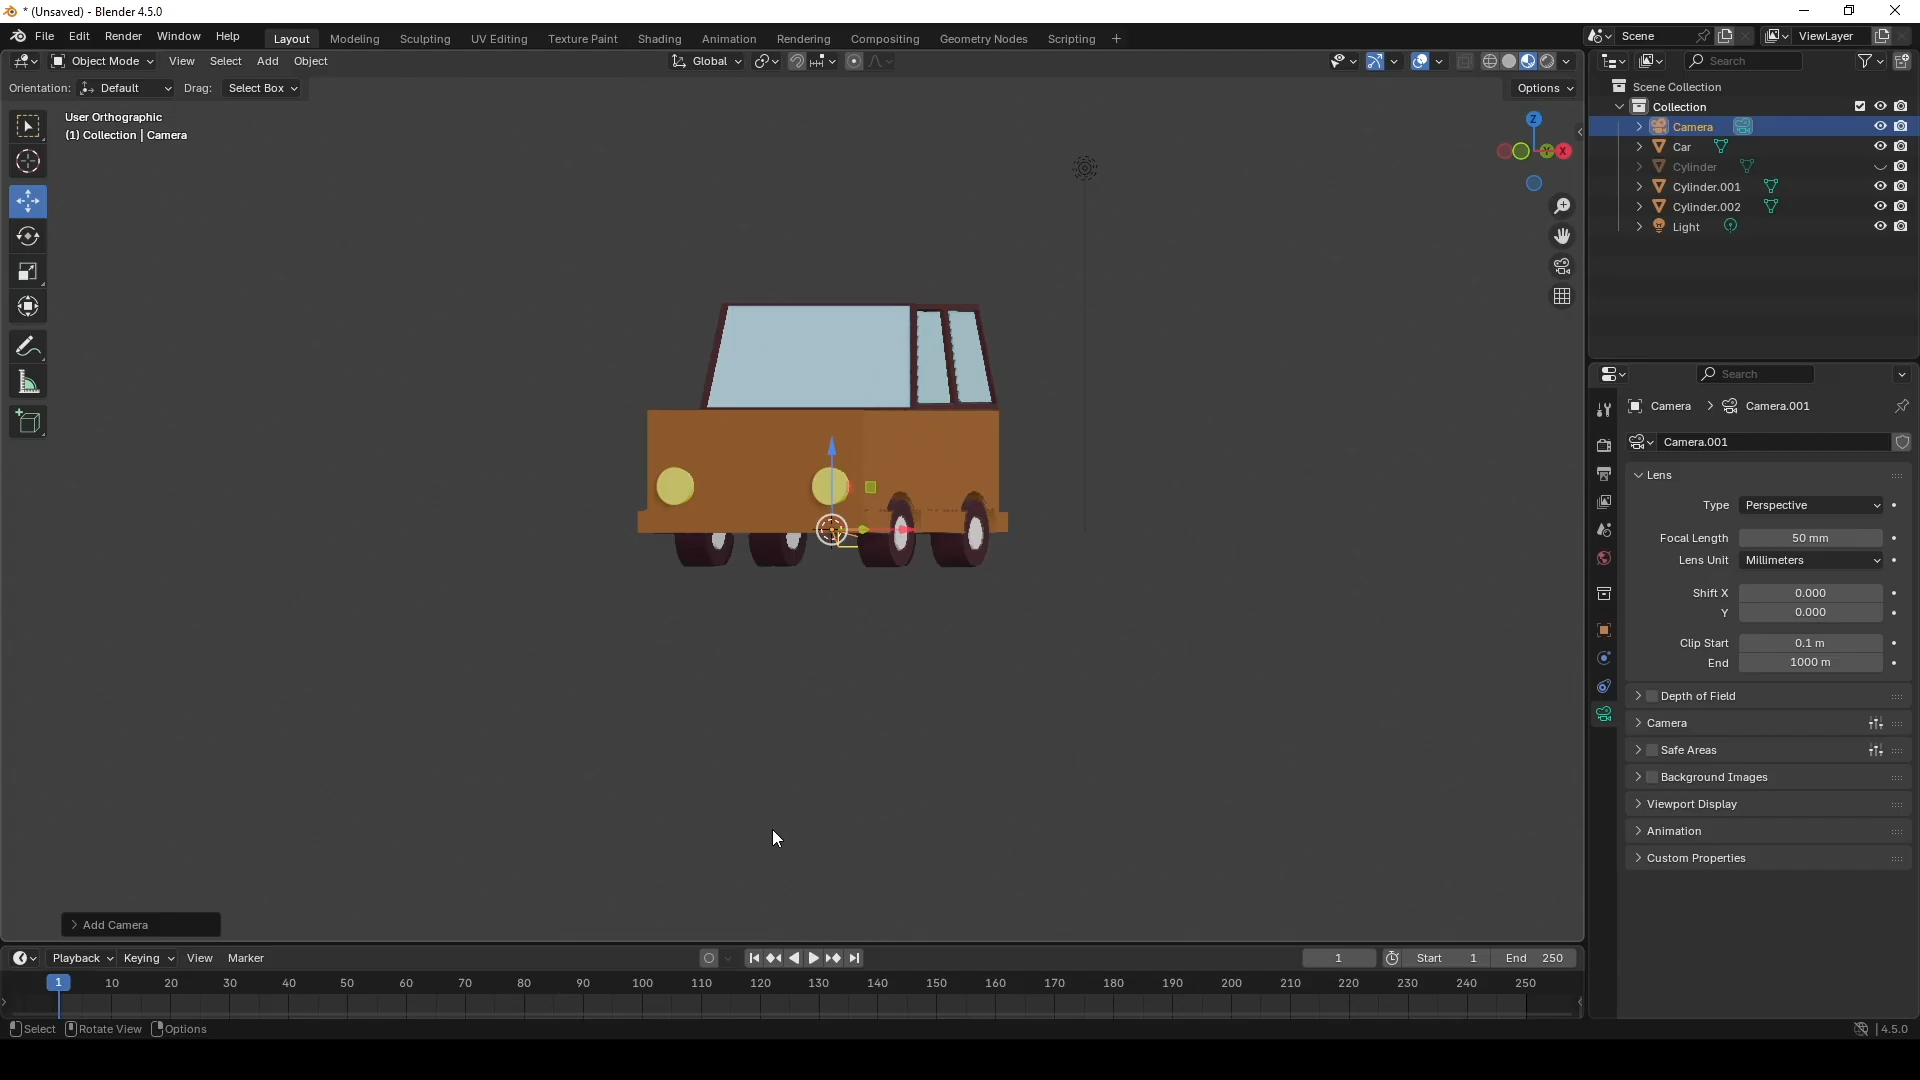 * (Unsaved) - Blender 4.5.0
File Edit Render Window Help Layout Modeling Sculpting UV Editing Texture Paint Shading Animation Rendering Compositing Geometry Nodes Scripting + Scene ViewLayer
Object Mode View Select Add Object Global Search
Orientation: Default Drag: Select Box Options
User Orthographic
(1) Collection | Camera
Z
Y
X
Scene Collection
Collection
Camera
Car
Cylinder
Cylinder.001
Cylinder.002
Light
Search
Camera > Camera.001
Camera.001
Lens
Type Perspective
Focal Length 50 mm
Lens Unit Millimeters
Shift X 0.000
Y 0.000
Clip Start 0.1 m
End 1000 m
Depth of Field
Camera
Safe Areas
Background Images
Viewport Display
Animation
Custom Properties
Add Camera
Playback Keying View Marker 1 Start 1 End 250
1 10 20 30 40 50 60 70 80 90 100 110 120 130 140 150 160 170 180 190 200 210 220 230 240 250
Select Rotate View Options 4.5.0